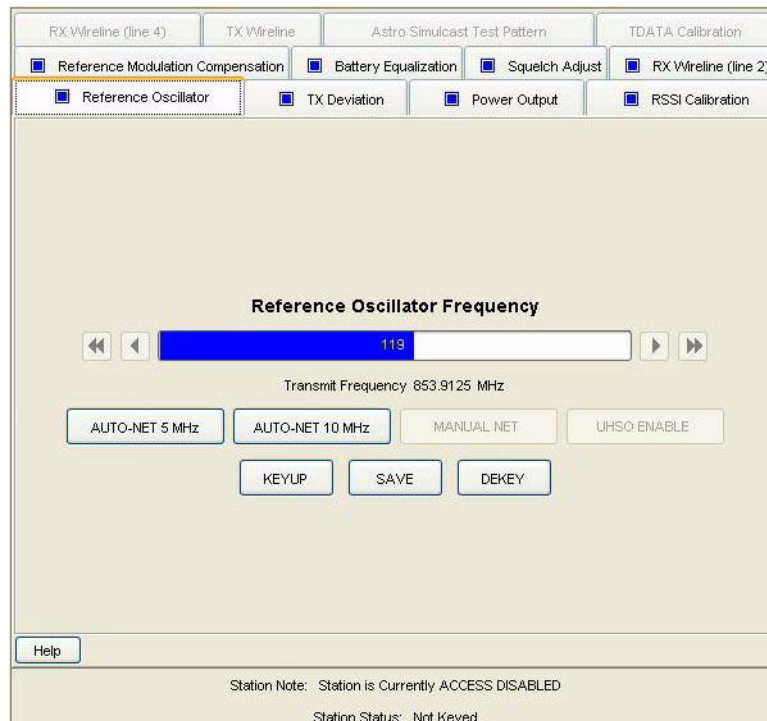 RX Wireline (line 4) TX Wireline Astro Simulcast Test Pattern TDATA Calibration
Reference Modulation Compensation Battery Equalization Squelch Adjust RX Wireline (line 2)
Reference Oscillator TX Deviation Power Output RSSI Calibration
Reference Oscillator Frequency
119
Transmit Frequency 853.9125 MHz
AUTO-NET 5 MHz AUTO-NET 10 MHz MANUAL NET UHSO ENABLE
KEYUP SAVE DEKEY
Help
Station Note: Station is Currently ACCESS DISABLED
Station Status: Not Keyed